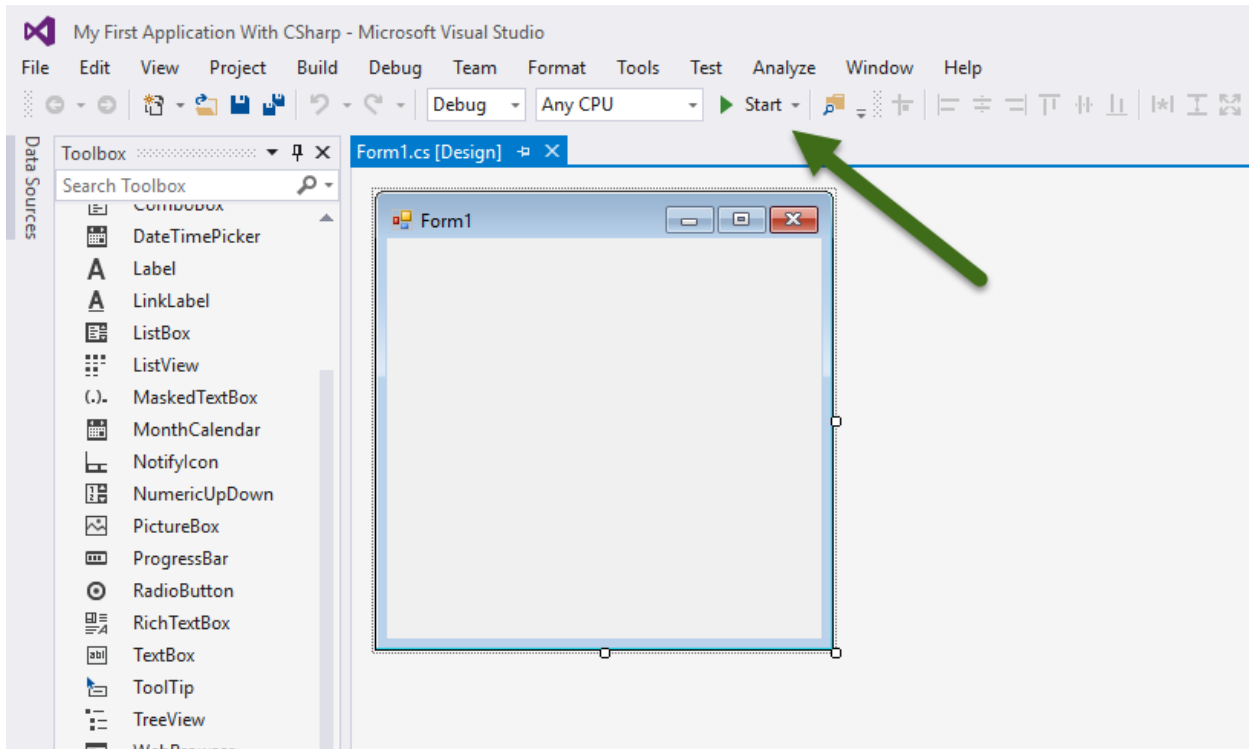 My First Application With CSharp - Microsoft Visual Studio
File Edit View Project Build Debug Team Format Tools Test Analyze Window Help
Debug Any CPU Start
Data Sources
Toolbox
Search Toolbox
ComboBox
DateTimePicker
Label
LinkLabel
ListBox
ListView
MaskedTextBox
MonthCalendar
NotifyIcon
NumericUpDown
PictureBox
ProgressBar
RadioButton
RichTextBox
TextBox
ToolTip
TreeView
WebBrowser
Form1.cs [Design]
Form1